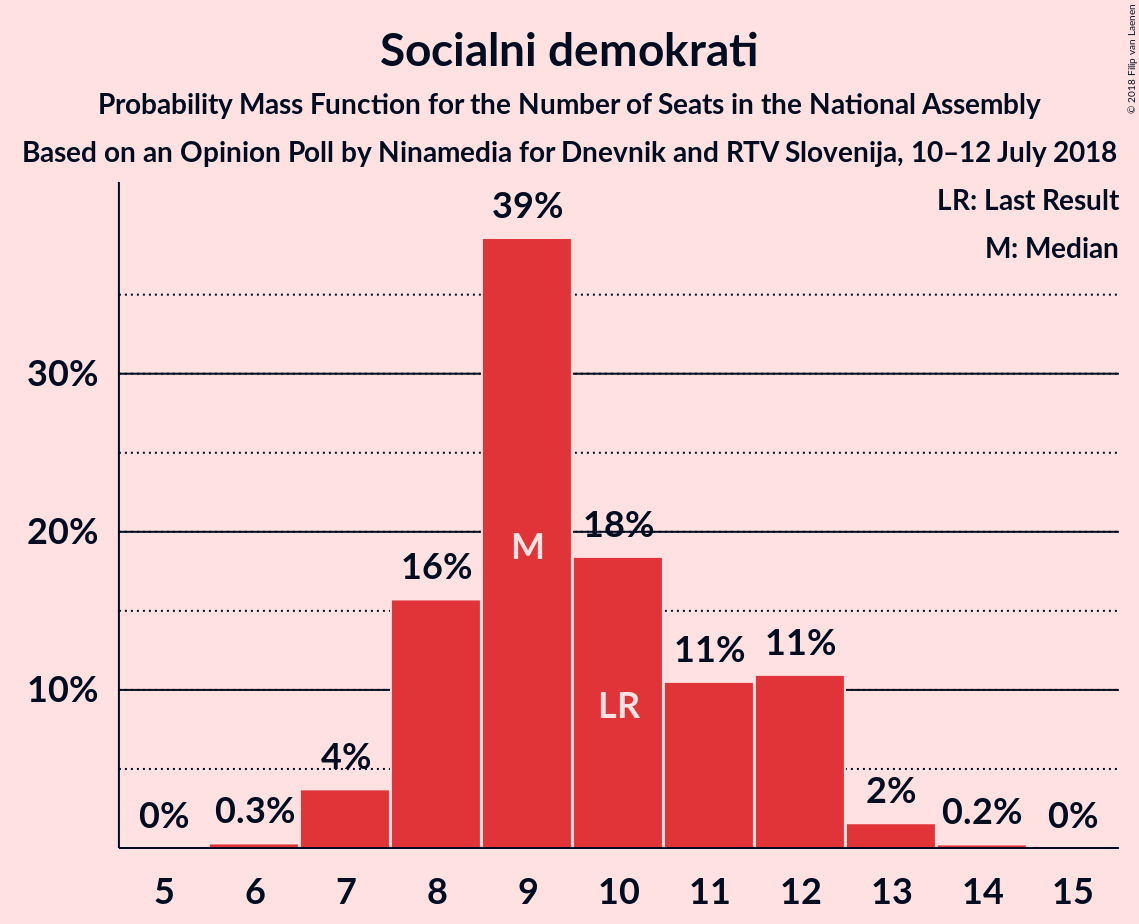 Socialni demokrati
Probability Mass Function for the Number of Seats in the National Assembly
Based on an Opinion Poll by Ninamedia for Dnevnik and RTV Slovenija, 10–12 July 2018
© 2018 Filip van Laenen
LR: Last Result
M: Median
39%
30%
20%
10%
M
18%
16%
LR
11%
11%
4%
2%
0%
0.3%
0.2%
0%
5 6 7 8 9 10 11 12 13 14 15